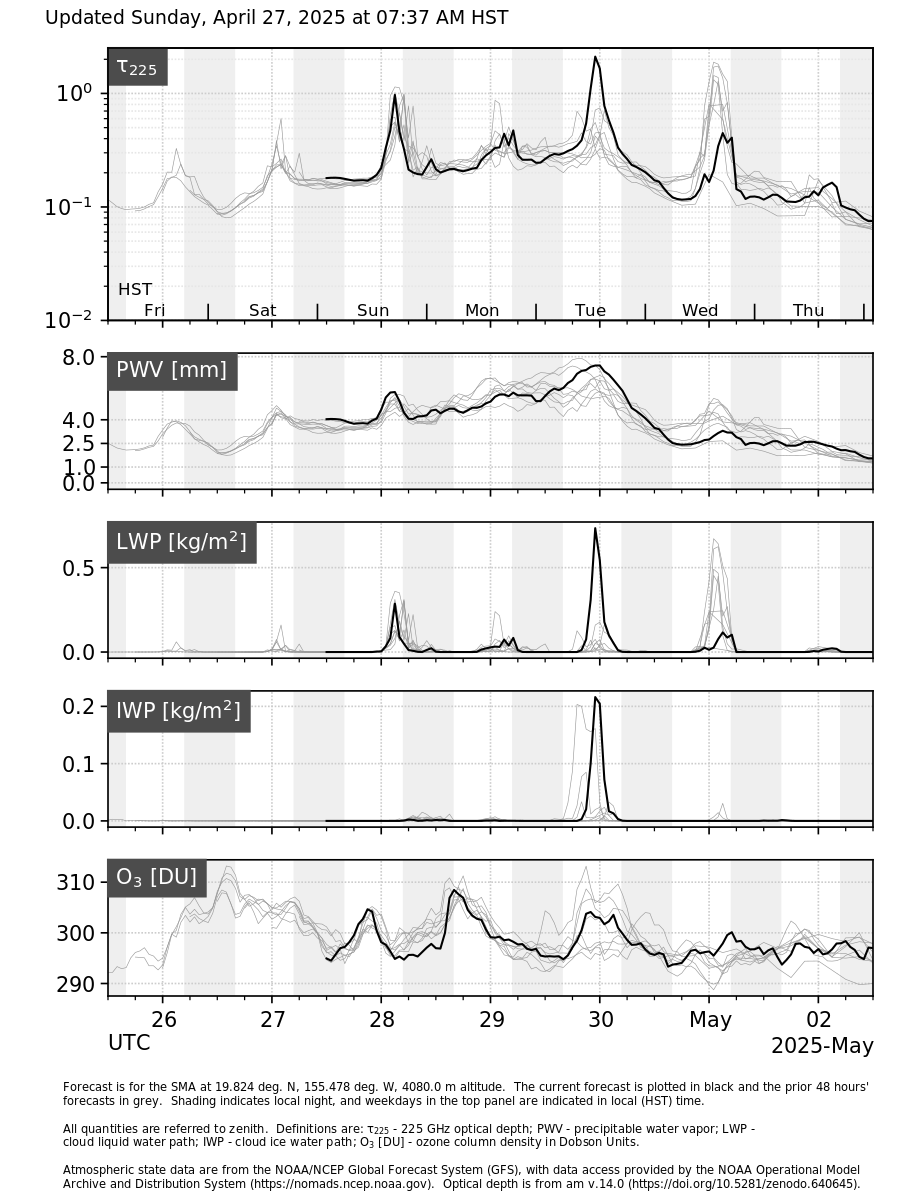 Updated Sunday, April 27, 2025 at 07:37 AM HST
τ₂₂₅
10⁰
10⁻¹
10⁻²
HST
Fri Sat Sun Mon Tue Wed Thu
PWV [mm]
8.0
4.0
2.5
1.0
0.0
LWP [kg/m²]
0.5
0.0
IWP [kg/m²]
0.2
0.1
0.0
O₃ [DU]
310
300
290
26 27 28 29 30 May 02
UTC
2025-May
Forecast is for the SMA at 19.824 deg. N, 155.478 deg. W, 4080.0 m altitude.  The current forecast is plotted in black and the prior 48 hours'
forecasts in grey.  Shading indicates local night, and weekdays in the top panel are indicated in local (HST) time.
All quantities are referred to zenith.  Definitions are: τ₂₂₅ - 225 GHz optical depth; PWV - precipitable water vapor; LWP -
cloud liquid water path; IWP - cloud ice water path; O₃ [DU] - ozone column density in Dobson Units.
Atmospheric state data are from the NOAA/NCEP Global Forecast System (GFS), with data access provided by the NOAA Operational Model
Archive and Distribution System (https://nomads.ncep.noaa.gov).  Optical depth is from am v.14.0 (https://doi.org/10.5281/zenodo.640645).